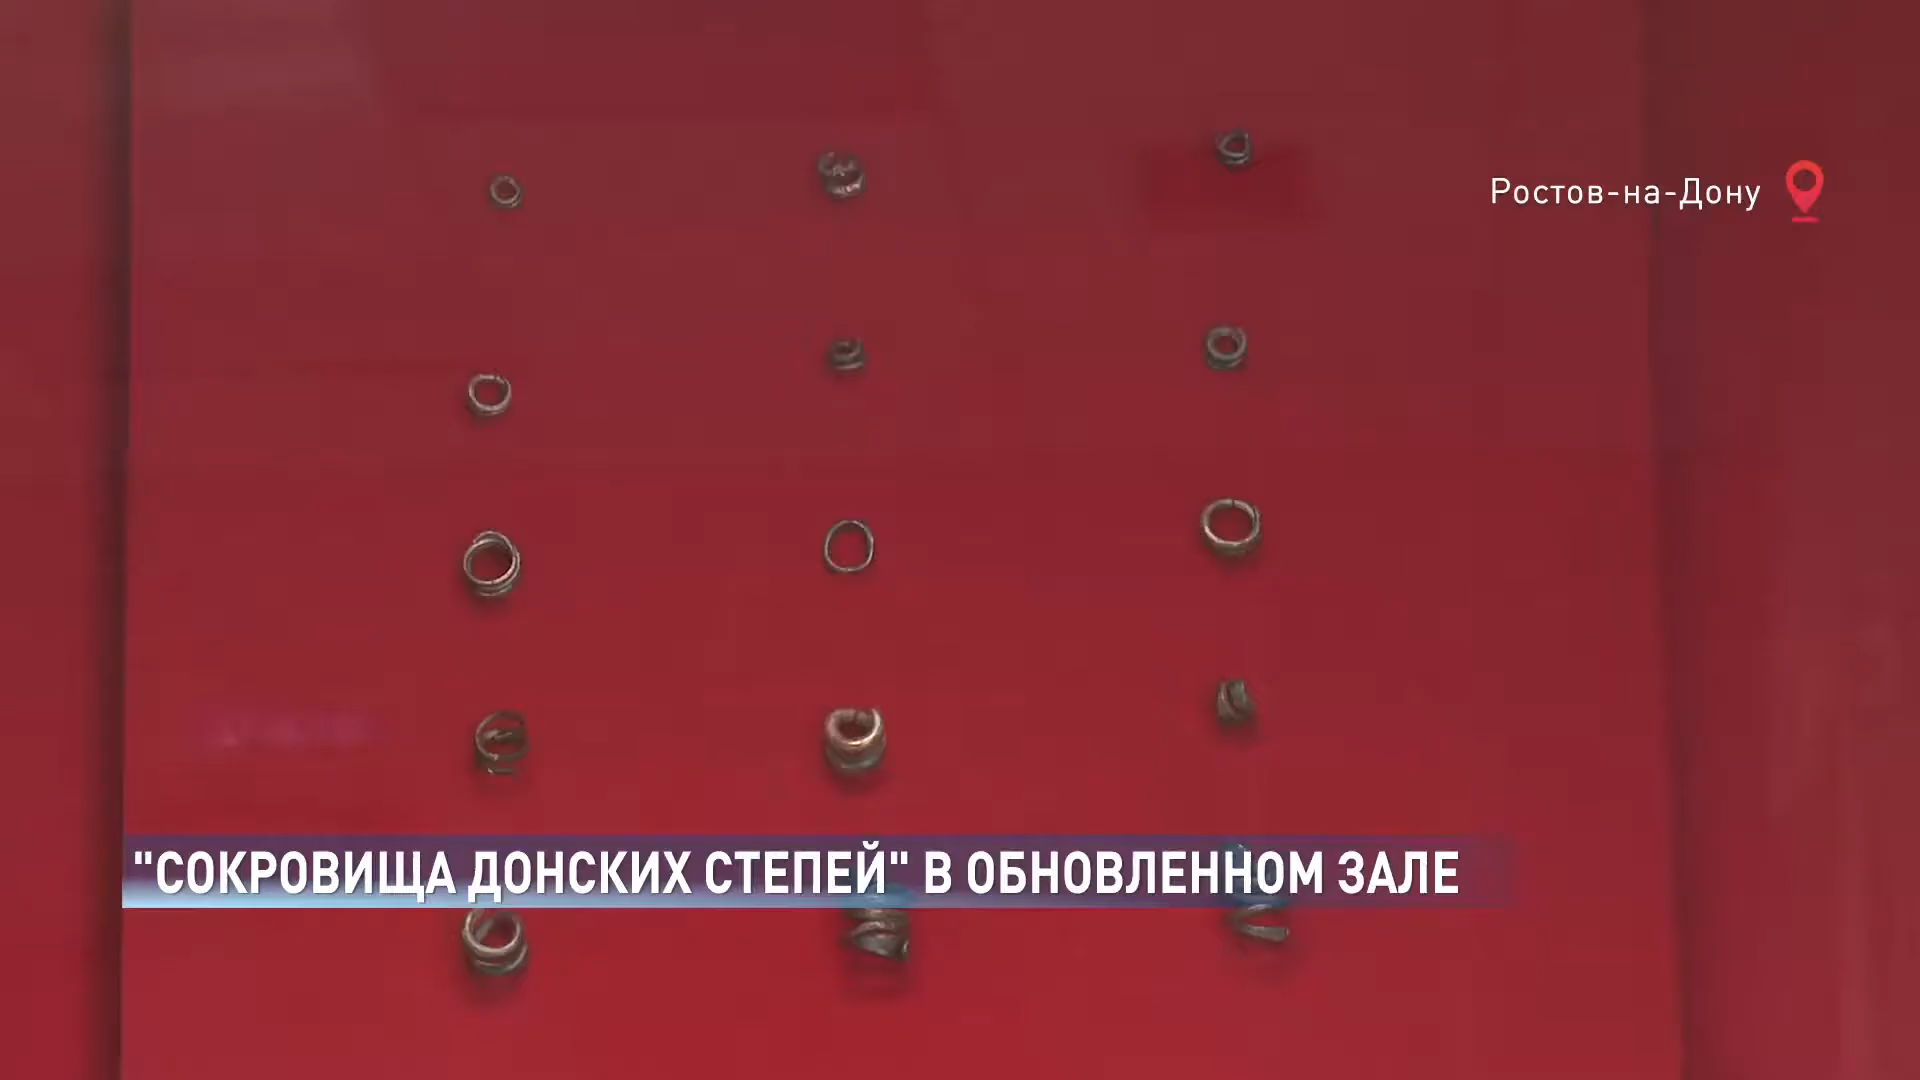 Ростов-на-Дону
"СОКРОВИЩА ДОНСКИХ СТЕПЕЙ" В ОБНОВЛЕННОМ ЗАЛЕ